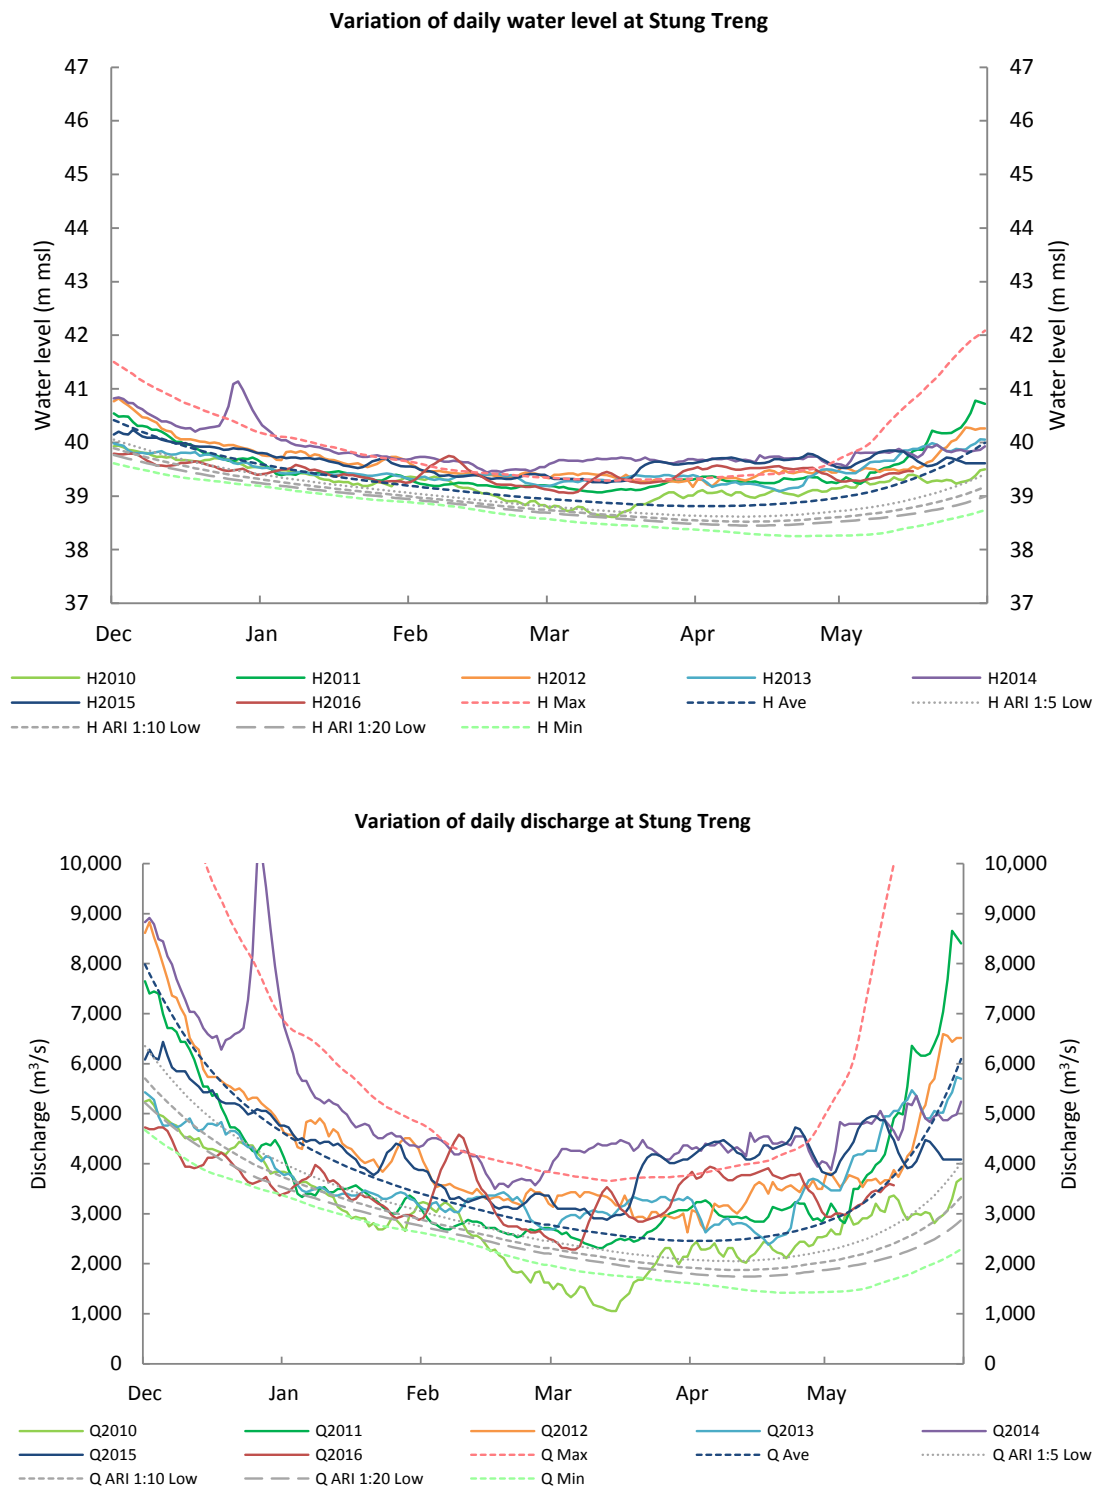 Variation of daily water level at Stung Treng
47 47
46 46
45 45
44 44
43 43
42 42
41 41
40 40
39 39
38 38
37 37
Water level (m msl)
Water level (m msl)
Dec Jan Feb Mar Apr May
H2010 H2011 H2012 H2013 H2014
H2015 H2016 H Max H Ave H ARI 1:5 Low
H ARI 1:10 Low H ARI 1:20 Low H Min
Variation of daily discharge at Stung Treng
10,000 10,000
9,000 9,000
8,000 8,000
7,000 7,000
6,000 6,000
5,000 5,000
4,000 4,000
3,000 3,000
2,000 2,000
1,000 1,000
0 0
Discharge (m³/s)
Discharge (m³/s)
Dec Jan Feb Mar Apr May
Q2010 Q2011 Q2012 Q2013 Q2014
Q2015 Q2016 Q Max Q Ave Q ARI 1:5 Low
Q ARI 1:10 Low Q ARI 1:20 Low Q Min